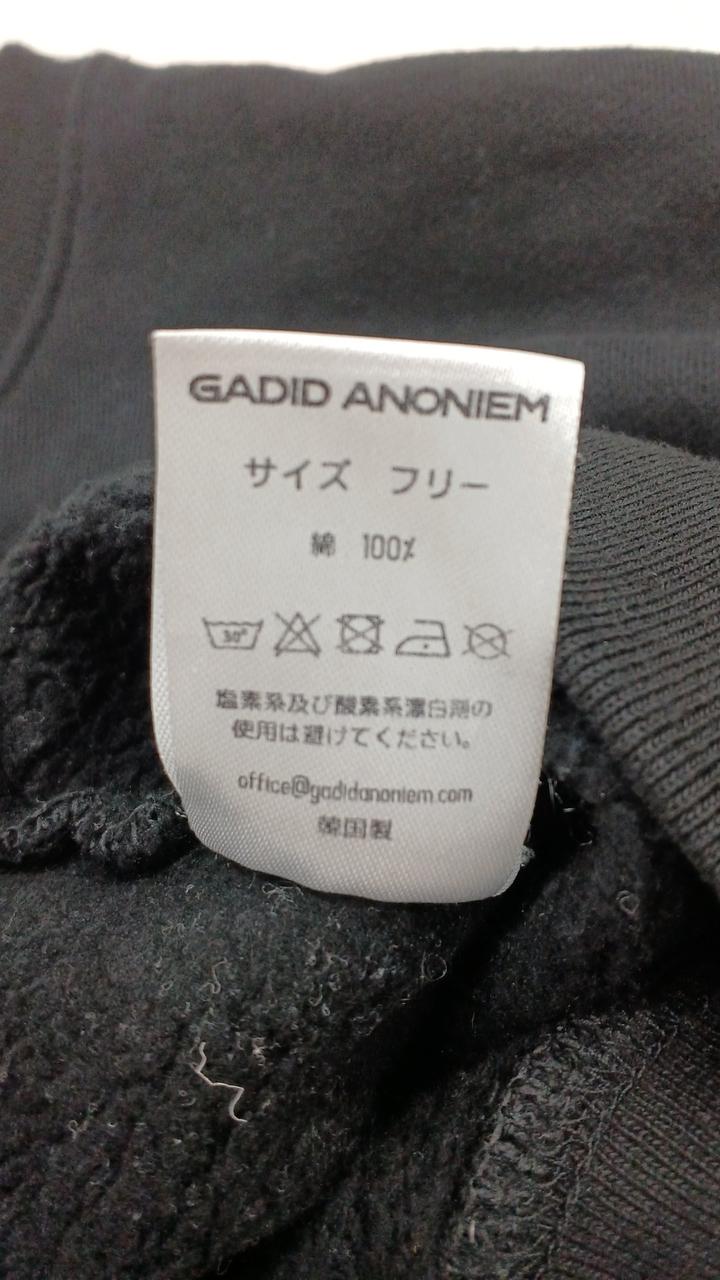 GADID ANONIEM
サイズ フリー
綿 100%
30°
塩素系及び酸素系漂白剤の
使用は避けてください。
office@gadidanoniem.com
韓国製